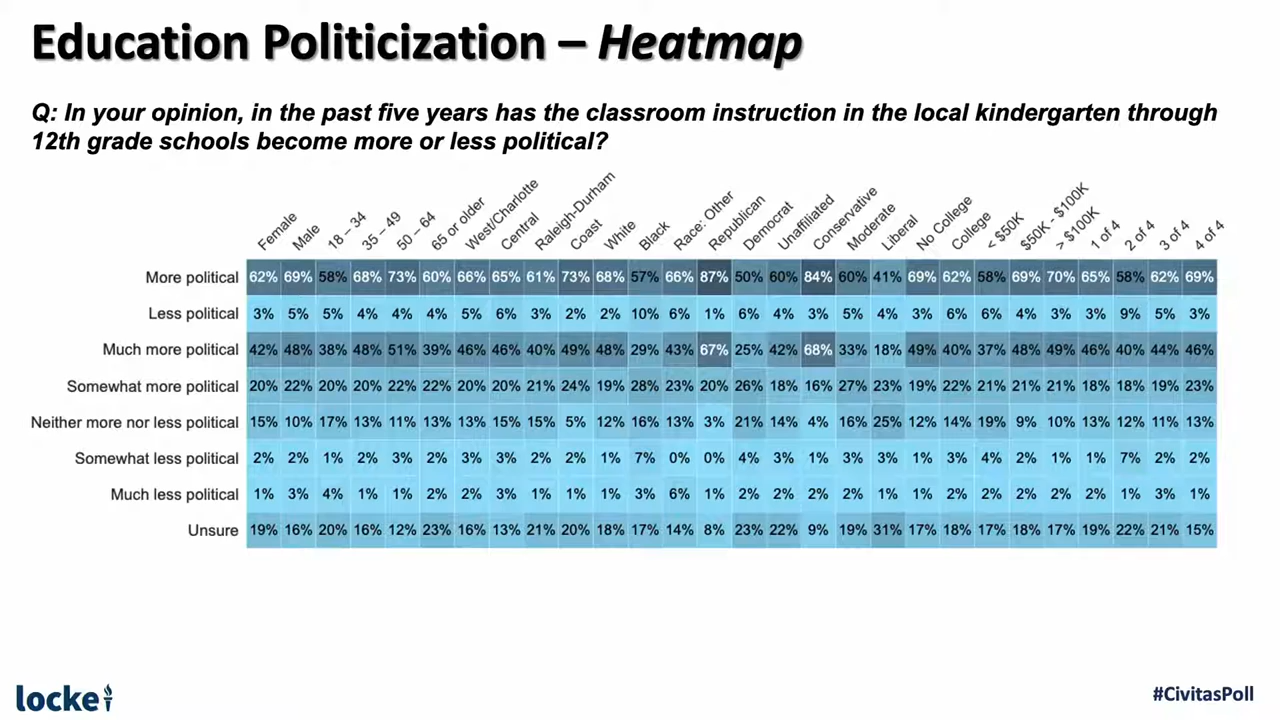 Education Politicization – Heatmap
Q: In your opinion, in the past five years has the classroom instruction in the local kindergarten through
12th grade schools become more or less political?
Female Male 18 – 34 35 – 49 50 – 64 65 or older West/Charlotte Central Raleigh-Durham Coast White Black Race: Other Republican Democrat Unaffiliated Conservative Moderate Liberal No College College < $50K $50K - $100K > $100K 1 of 4 2 of 4 3 of 4 4 of 4
More political 62% 69% 58% 68% 73% 60% 66% 65% 61% 73% 68% 57% 66% 87% 50% 60% 84% 60% 41% 69% 62% 58% 69% 70% 65% 58% 62% 69%
Less political 3% 5% 5% 4% 4% 4% 5% 6% 3% 2% 2% 10% 6% 1% 6% 4% 3% 5% 4% 3% 6% 6% 4% 3% 3% 9% 5% 3%
Much more political 42% 48% 38% 48% 51% 39% 46% 46% 40% 49% 48% 29% 43% 67% 25% 42% 68% 33% 18% 49% 40% 37% 48% 49% 46% 40% 44% 46%
Somewhat more political 20% 22% 20% 20% 22% 22% 20% 20% 21% 24% 19% 28% 23% 20% 26% 18% 16% 27% 23% 19% 22% 21% 21% 21% 18% 18% 19% 23%
Neither more nor less political 15% 10% 17% 13% 11% 13% 13% 15% 15% 5% 12% 16% 13% 3% 21% 14% 4% 16% 25% 12% 14% 19% 9% 10% 13% 12% 11% 13%
Somewhat less political 2% 2% 1% 2% 3% 2% 3% 3% 2% 2% 1% 7% 0% 0% 4% 3% 1% 3% 3% 1% 3% 4% 2% 1% 1% 7% 2% 2%
Much less political 1% 3% 4% 1% 1% 2% 2% 3% 1% 1% 1% 3% 6% 1% 2% 2% 2% 2% 1% 1% 2% 2% 2% 2% 2% 1% 3% 1%
Unsure 19% 16% 20% 16% 12% 23% 16% 13% 21% 20% 18% 17% 14% 8% 23% 22% 9% 19% 31% 17% 18% 17% 18% 17% 19% 22% 21% 15%
locke
#CivitasPoll